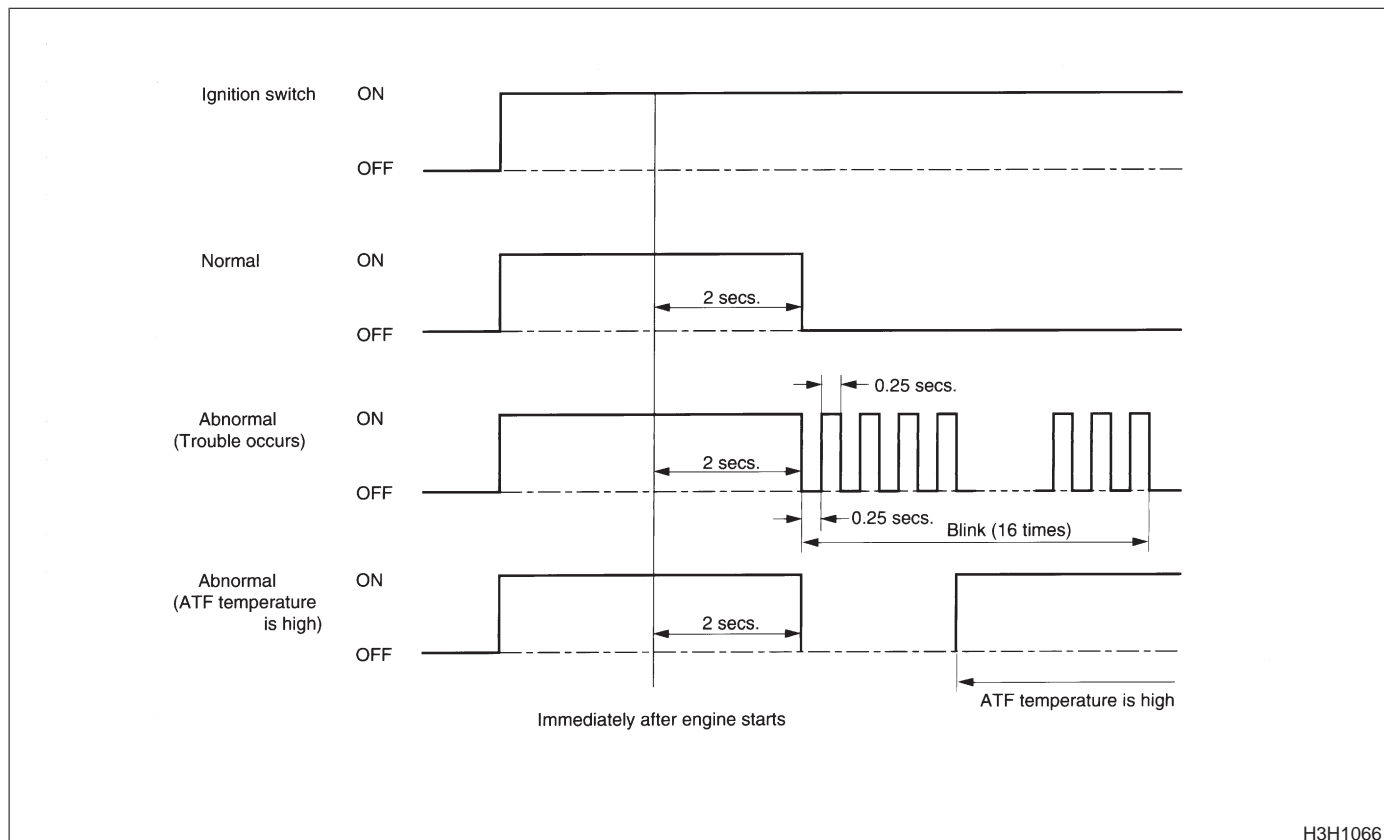 Ignition switch ON
OFF
Normal ON
2 secs.
OFF
0.25 secs.
Abnormal ON
(Trouble occurs)
2 secs.
OFF
0.25 secs.
Blink (16 times)
Abnormal ON
(ATF temperature
is high)
2 secs.
OFF
ATF temperature is high
Immediately after engine starts
H3H1066